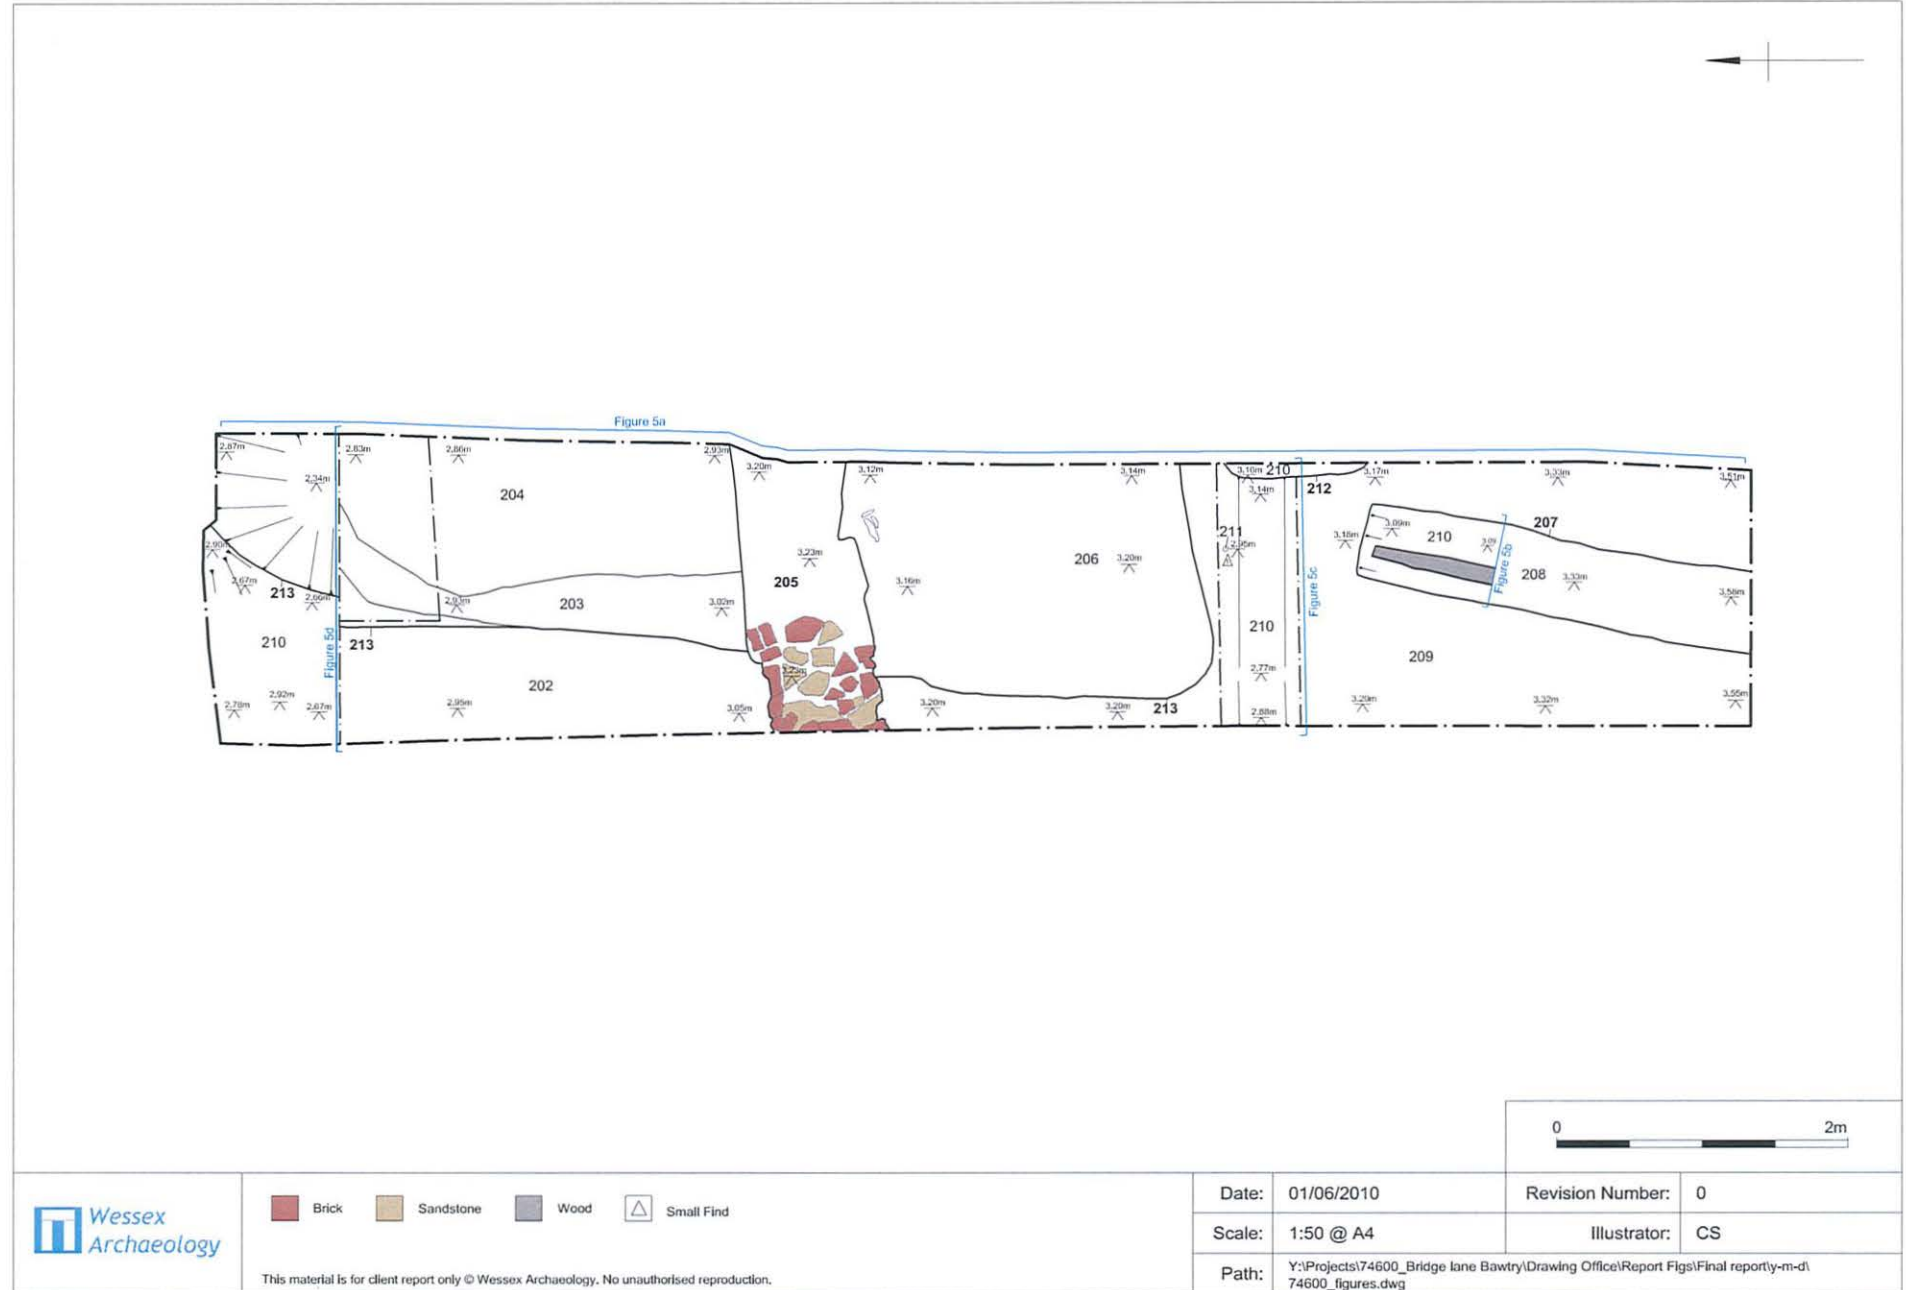 Figure 5a
2.87m
2.83m
2.86m
2.93m
3.20m
3.12m
3.14m
3.16m
210
3.17m
3.33m
3.51m
2.34m
204
3.14m
212
2.90m
3.23m
206
3.20m
211
3.18m
3.09m
210
207
3.09
Figure 5b
208
3.33m
2.67m
213
2.66m
2.93m
203
3.02m
205
3.16m
Figure 5c
3.58m
210
Figure 5d
213
210
209
202
2.77m
2.78m
2.92m
2.67m
2.95m
3.05m
3.20m
3.20m
213
2.88m
3.29m
3.32m
3.55m
0 2m
Wessex
Archaeology
Brick Sandstone Wood Small Find
This material is for client report only © Wessex Archaeology. No unauthorised reproduction.
Date: 01/06/2010 Revision Number: 0
Scale: 1:50 @ A4 Illustrator: CS
Path: Y:\Projects\74600_Bridge lane Bawtry\Drawing Office\Report Figs\Final report\y-m-d\
74600_figures.dwg